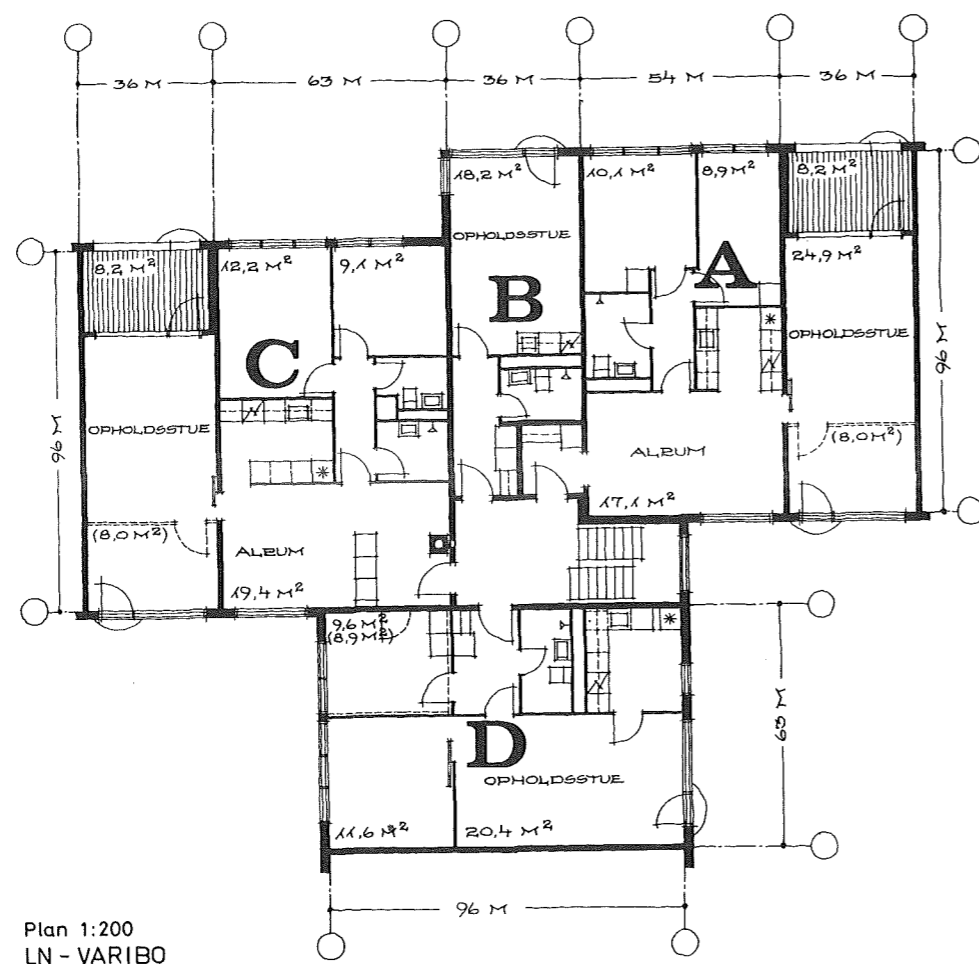 36 M 63 M 36 M 54 M 36 M
18,2 M² 10,1 M² 8,9 M² 8,2 M²
OPHOLDSSTUE
B
A
8,2 M² 12,2 M² 9,1 M²
24,9 M²
OPHOLDSSTUE
96 M
C
OPHOLDSSTUE
96 M
ALRUM
(8,0 M²)
17,1 M²
(8,0 M²)
ALRUM
19,4 M²
9,6 M²
(8,9 M²)
63 M
D
OPHOLDSSTUE
11,6 M² 20,4 M²
96 M
Plan 1:200
LN - VARIBO